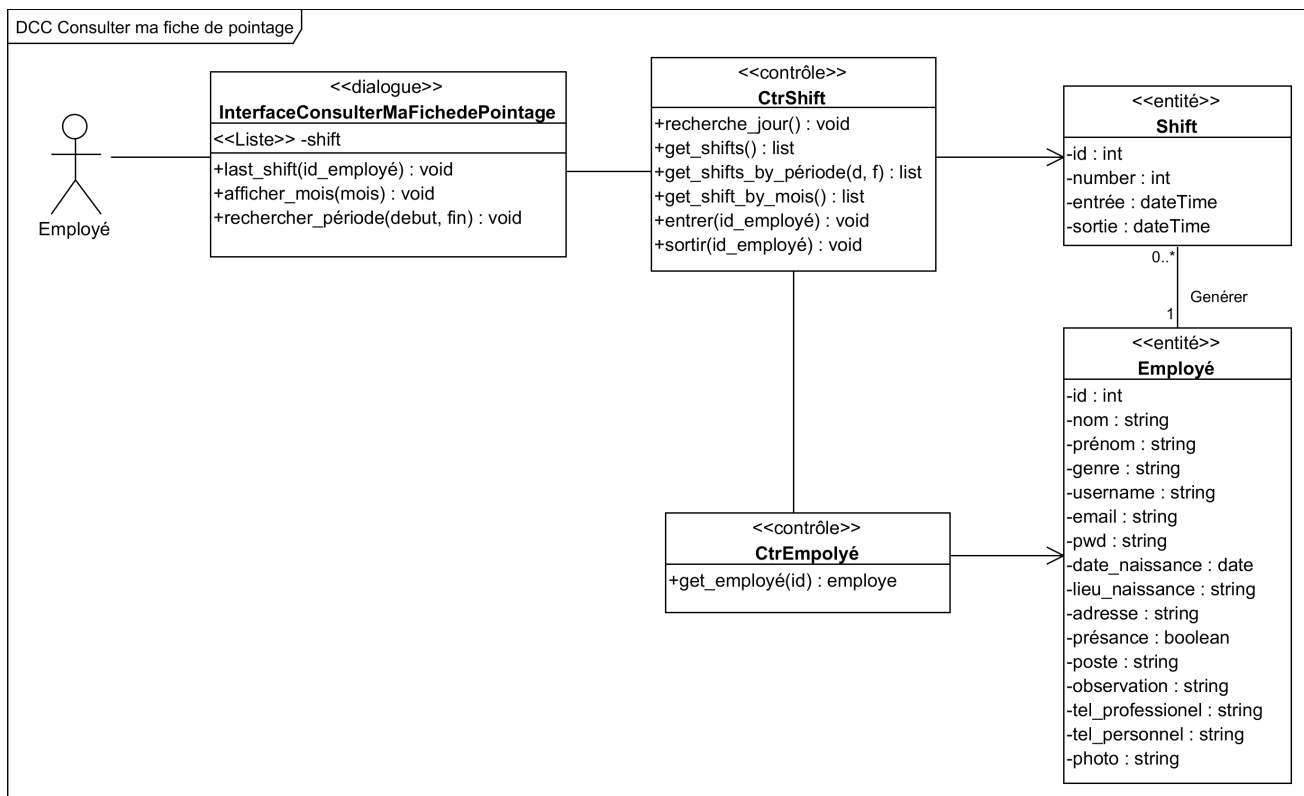 DCC Consulter ma fiche de pointage
Employé
<<dialogue>>
InterfaceConsulterMaFichedePointage
<<Liste>> -shift
+last_shift(id_employé) : void
+afficher_mois(mois) : void
+rechercher_période(debut, fin) : void
<<contrôle>>
CtrShift
+recherche_jour() : void
+get_shifts() : list
+get_shifts_by_période(d, f) : list
+get_shift_by_mois() : list
+entrer(id_employé) : void
+sortir(id_employé) : void
<<entité>>
Shift
-id : int
-number : int
-entrée : dateTime
-sortie : dateTime
0..*
Genérer
1
<<entité>>
Employé
-id : int
-nom : string
-prénom : string
-genre : string
-username : string
-email : string
-pwd : string
-date_naissance : date
-lieu_naissance : string
-adresse : string
-présance : boolean
-poste : string
-observation : string
-tel_professionel : string
-tel_personnel : string
-photo : string
<<contrôle>>
CtrEmpolyé
+get_employé(id) : employe